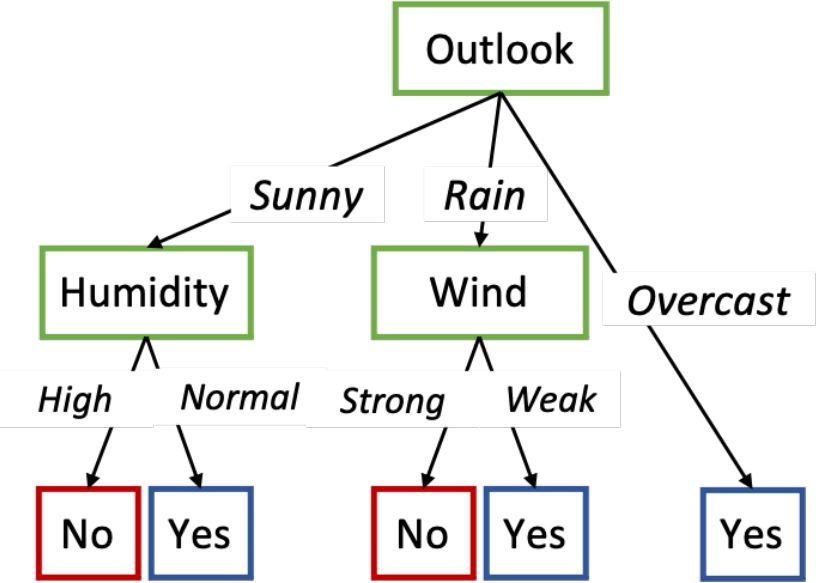 Outlook
Sunny
Rain
Humidity
Wind
Overcast
High
Normal
Strong
Weak
No
Yes
No
Yes
Yes